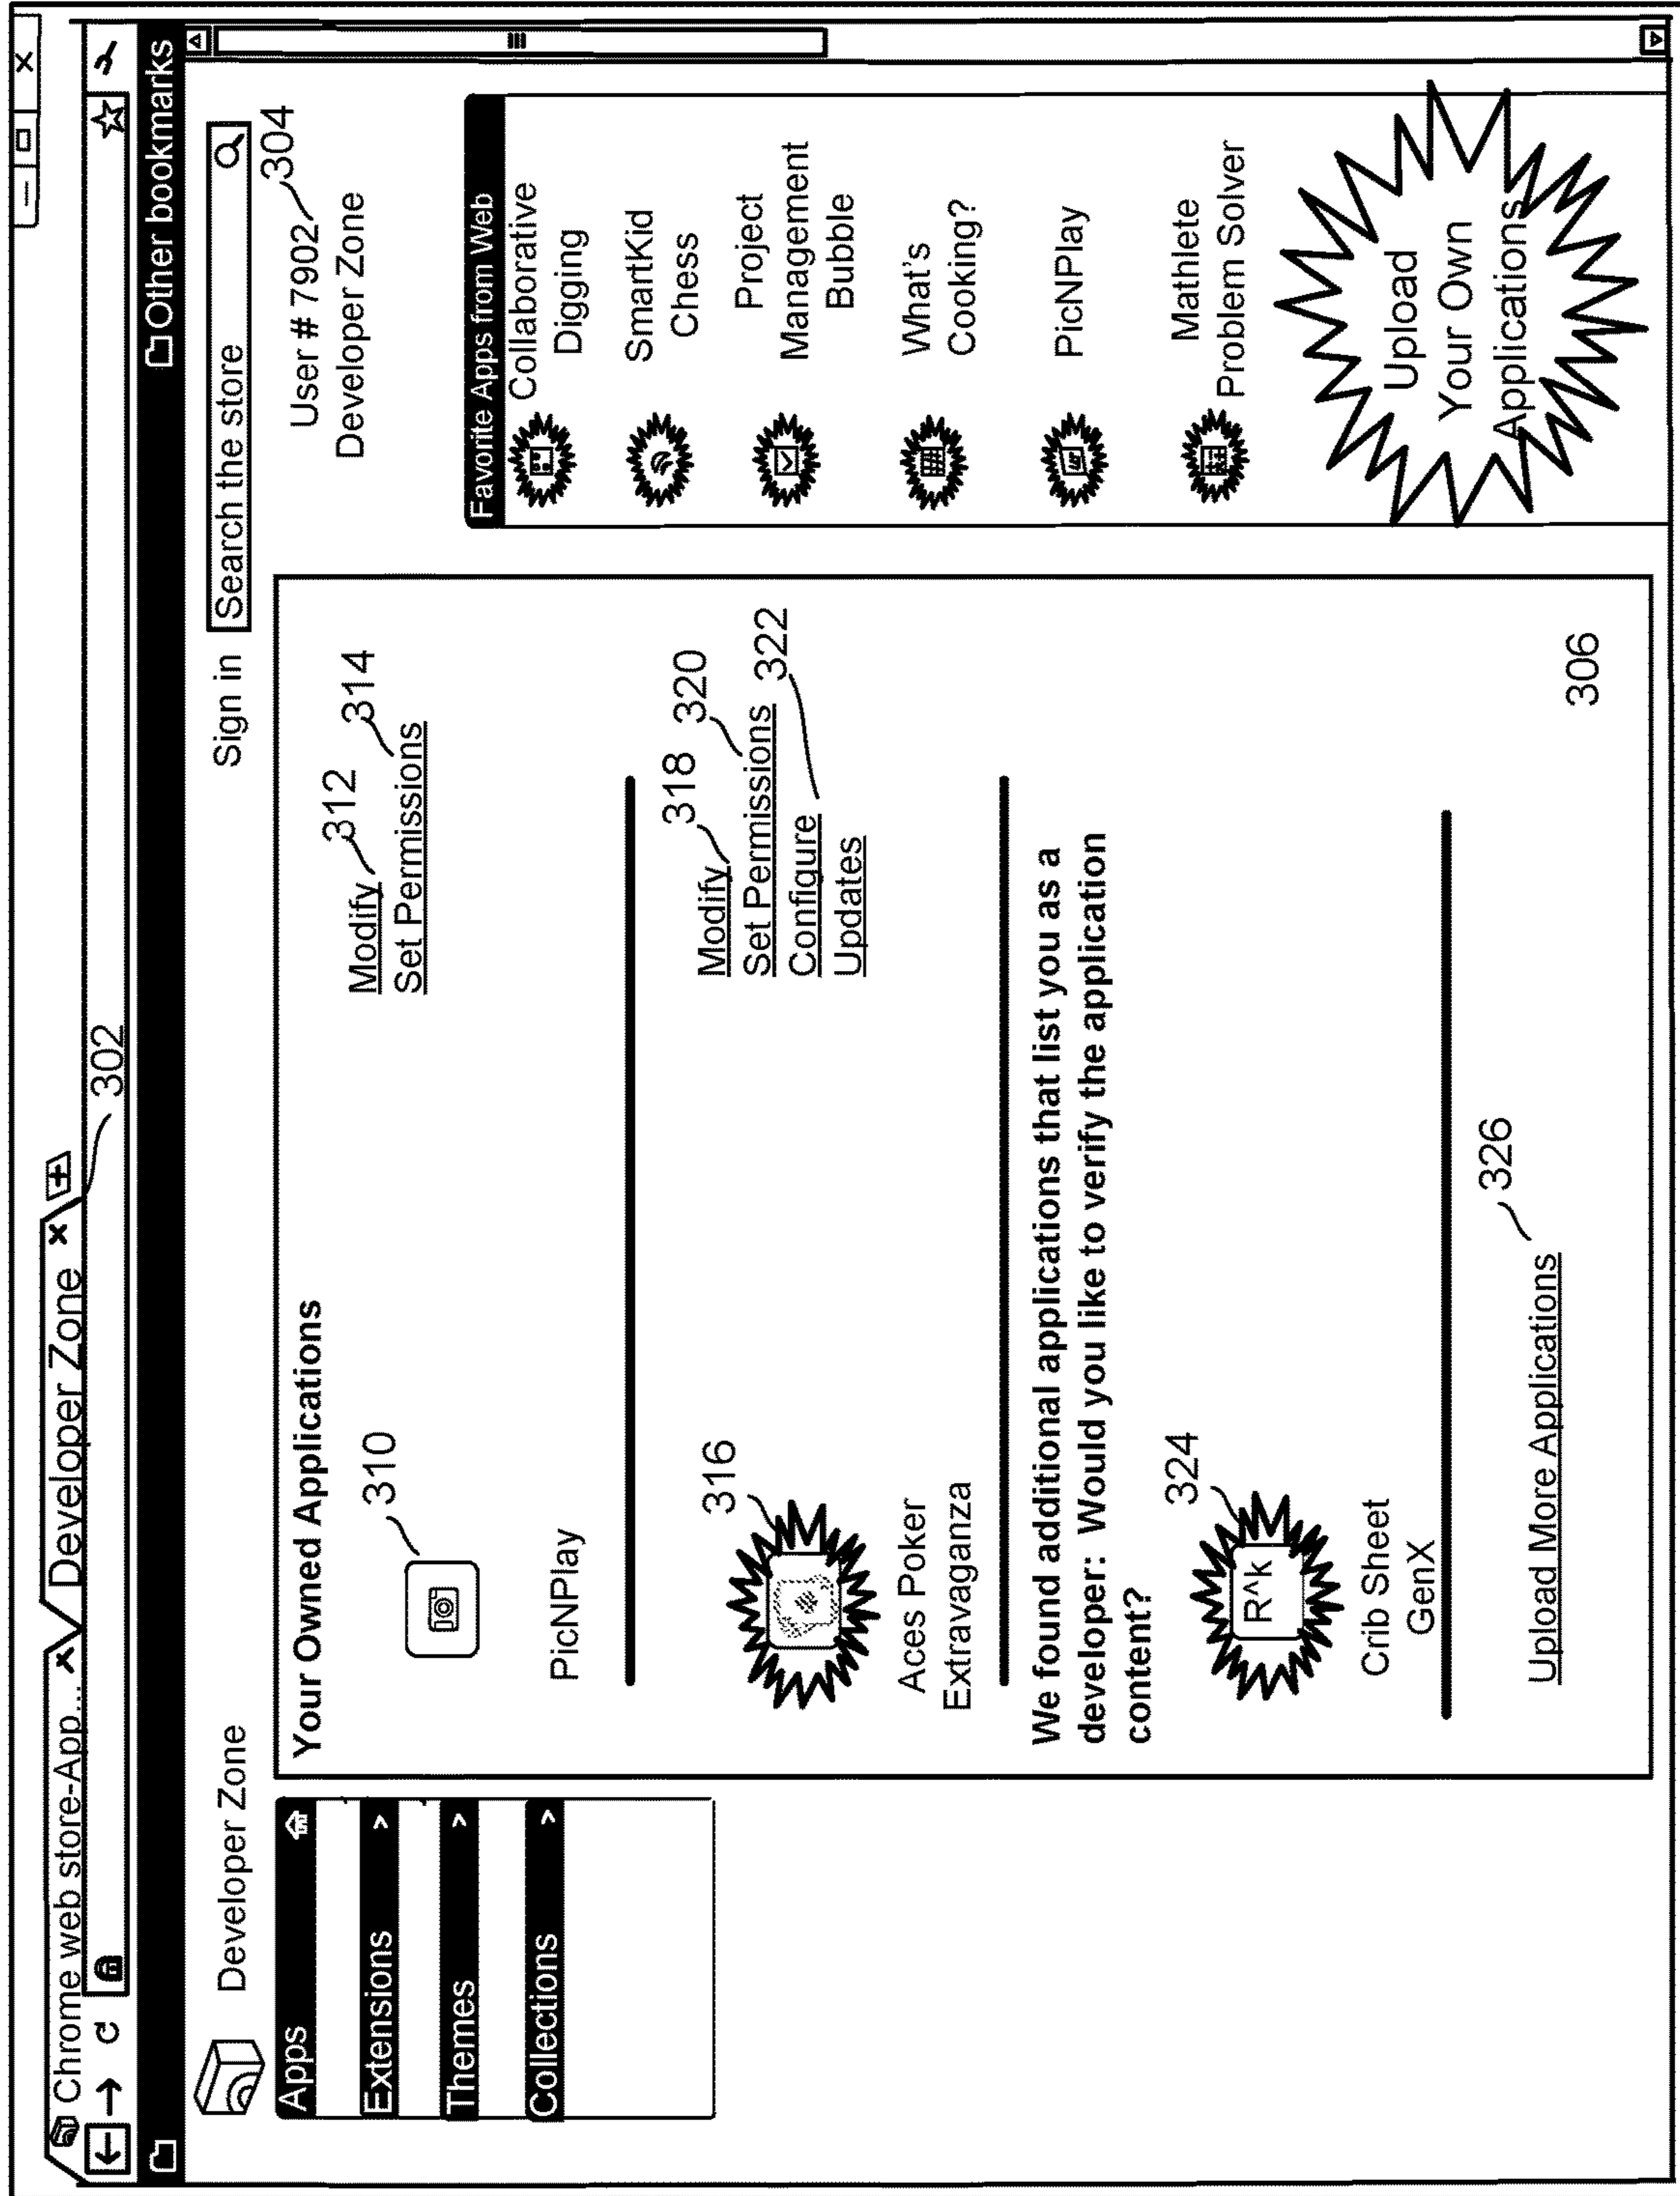 Chrome web store-App... x
Developer Zone x
302
Other bookmarks
Developer Zone
Sign in
Search the store
User # 7902
304
Developer Zone
Apps
Extensions >
Themes >
Collections >
Your Owned Applications
310
PicNPlay
312
Modify
314
Set Permissions
316
Aces Poker
Extravaganza
318
Modify
320
Set Permissions
322
Configure
Updates
We found additional applications that list you as a
developer: Would you like to verify the application
content?
324
R^k
Crib Sheet
GenX
Upload More Applications
326
306
Favorite Apps from Web
Collaborative
Digging
SmartKid
Chess
Project
Management
Bubble
What's
Cooking?
PicNPlay
Mathlete
Problem Solver
Upload
Your Own
Applications